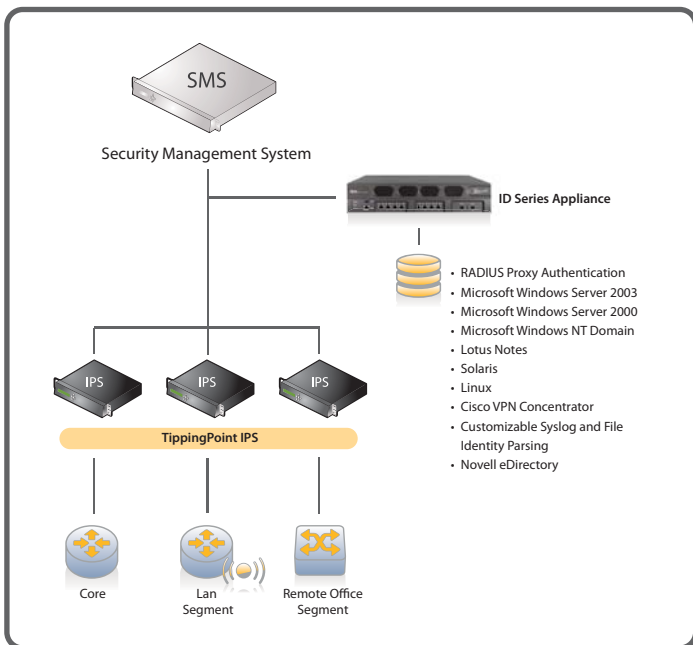 SMS
Security Management System
ID Series Appliance
• RADIUS Proxy Authentication
• Microsoft Windows Server 2003
• Microsoft Windows Server 2000
• Microsoft Windows NT Domain
• Lotus Notes
• Solaris
• Linux
• Cisco VPN Concentrator
• Customizable Syslog and File
Identity Parsing
• Novell eDirectory
IPS
IPS
IPS
TippingPoint IPS
Core
Lan
Segment
Remote Office
Segment